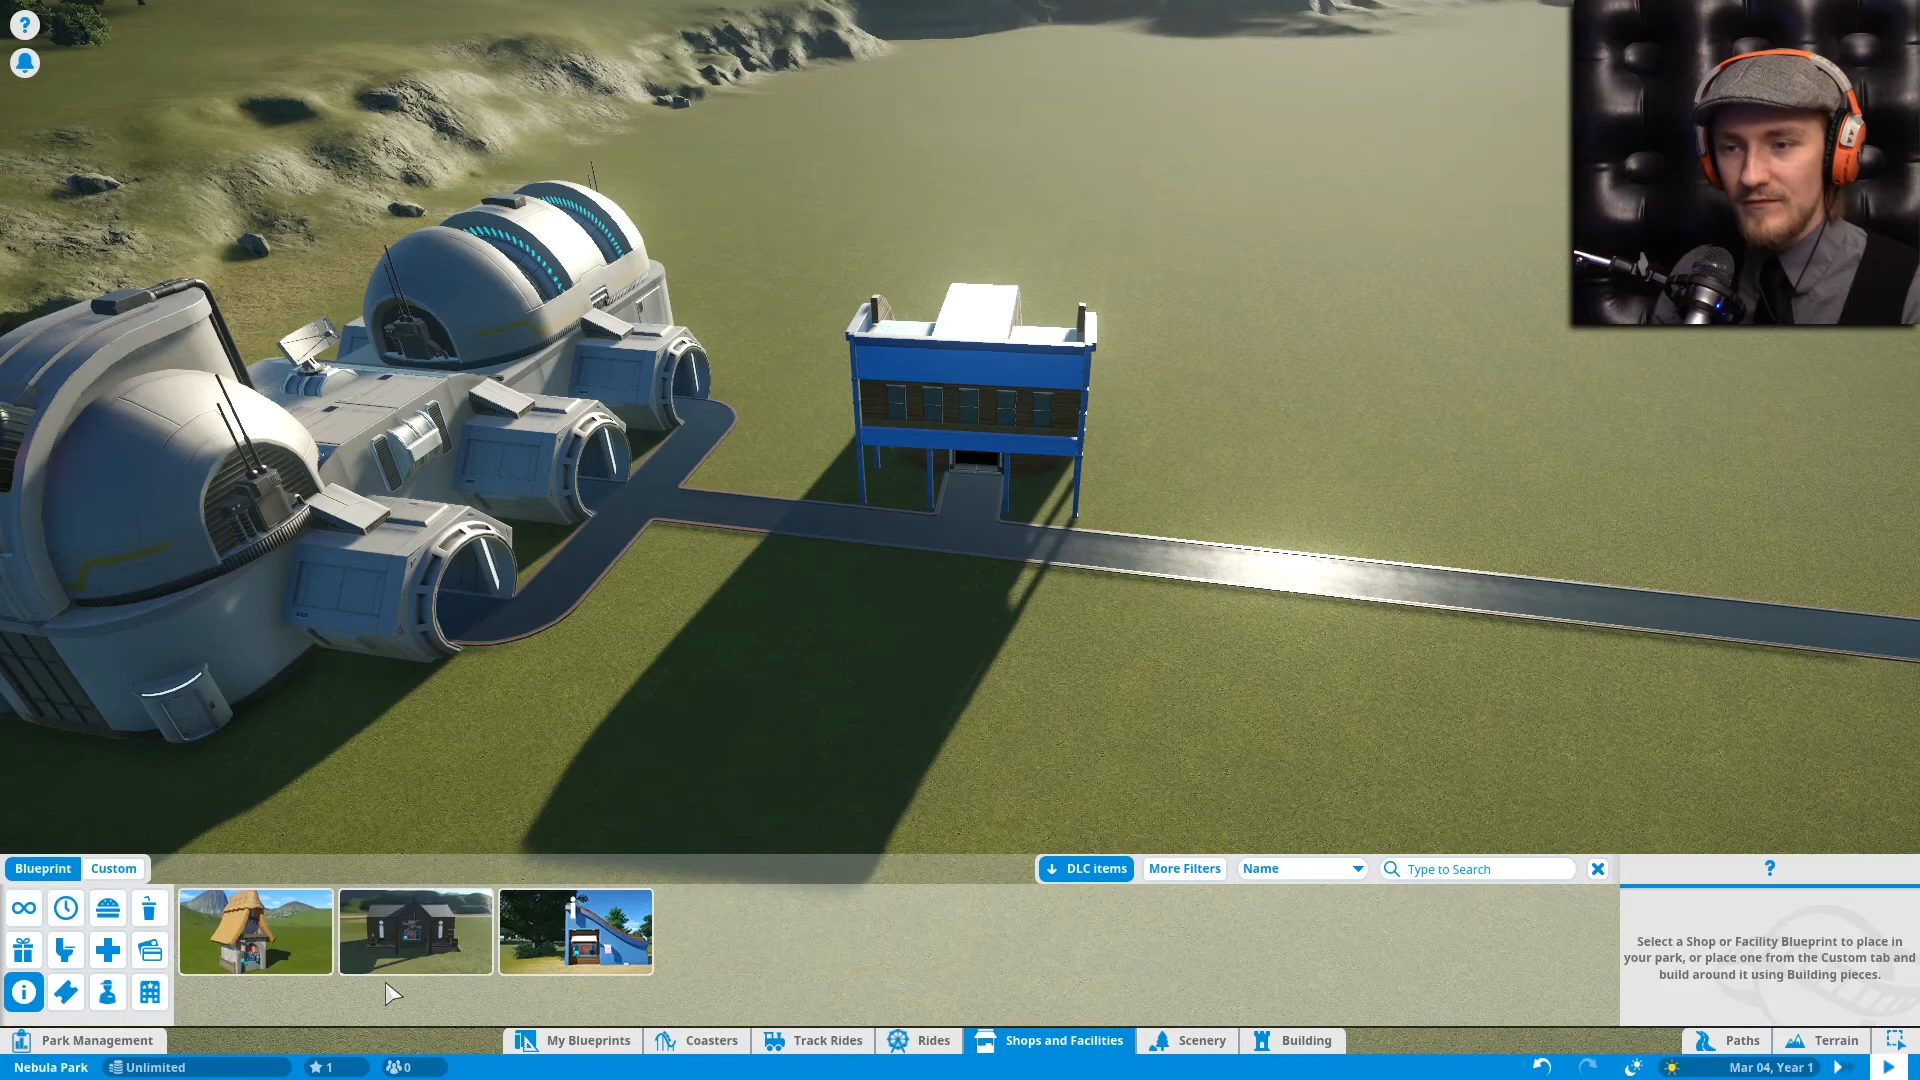 ?
Blueprint
Custom
DLC items
More Filters
Name
Type to Search
?
Select a Shop or Facility Blueprint to place in
your park, or place one from the Custom tab and
build around it using Building pieces.
Park Management
My Blueprints
Coasters
Track Rides
Rides
Shops and Facilities
Scenery
Building
Paths
Terrain
Nebula Park
Unlimited
1
0
Mar 04, Year 1